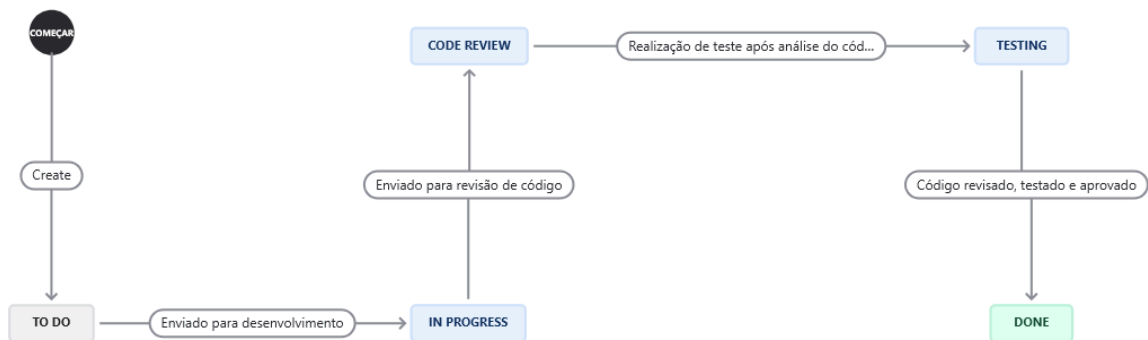 COMEÇAR
CODE REVIEW
Realização de teste após análise do cód...
TESTING
Create
Enviado para revisão de código
Código revisado, testado e aprovado
TO DO
Enviado para desenvolvimento
IN PROGRESS
DONE